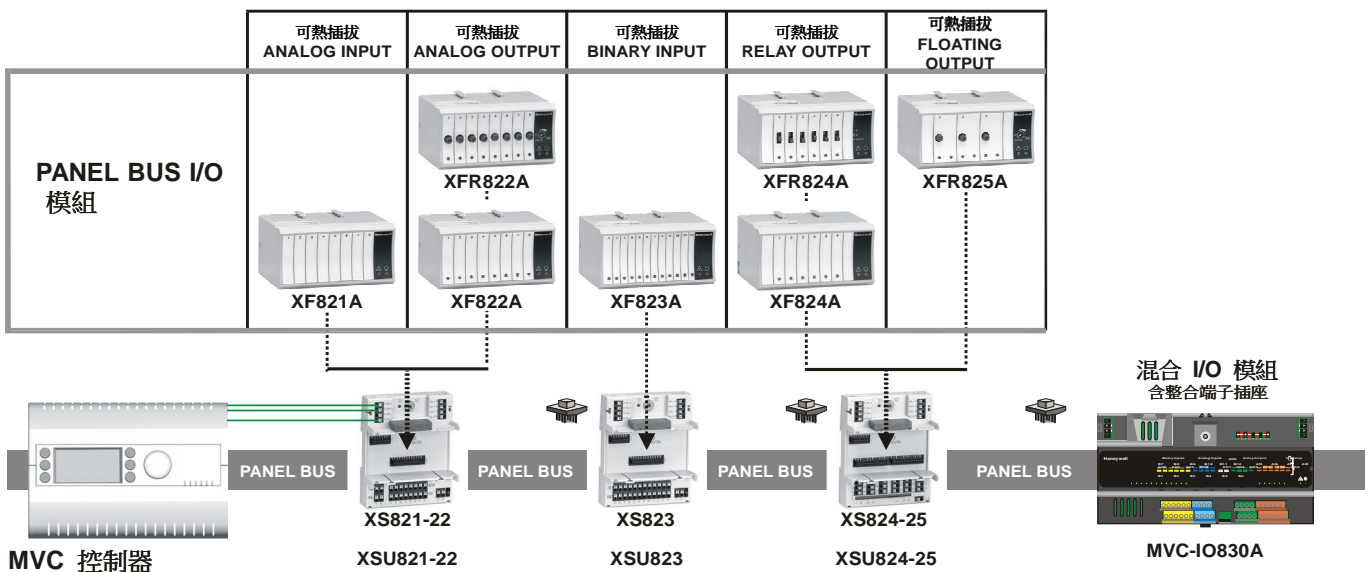 可熱插拔
ANALOG INPUT
可熱插拔
ANALOG OUTPUT
可熱插拔
BINARY INPUT
可熱插拔
RELAY OUTPUT
可熱插拔
FLOATING
OUTPUT
PANEL BUS I/O
模組
XFR822A
XFR824A
XFR825A
XF821A
XF822A
XF823A
XF824A
混合 I/O 模組
含整合端子插座
PANEL BUS
PANEL BUS
PANEL BUS
PANEL BUS
Honeywell
XS821-22
XS823
XS824-25
MVC 控制器
XSU821-22
XSU823
XSU824-25
MVC-IO830A